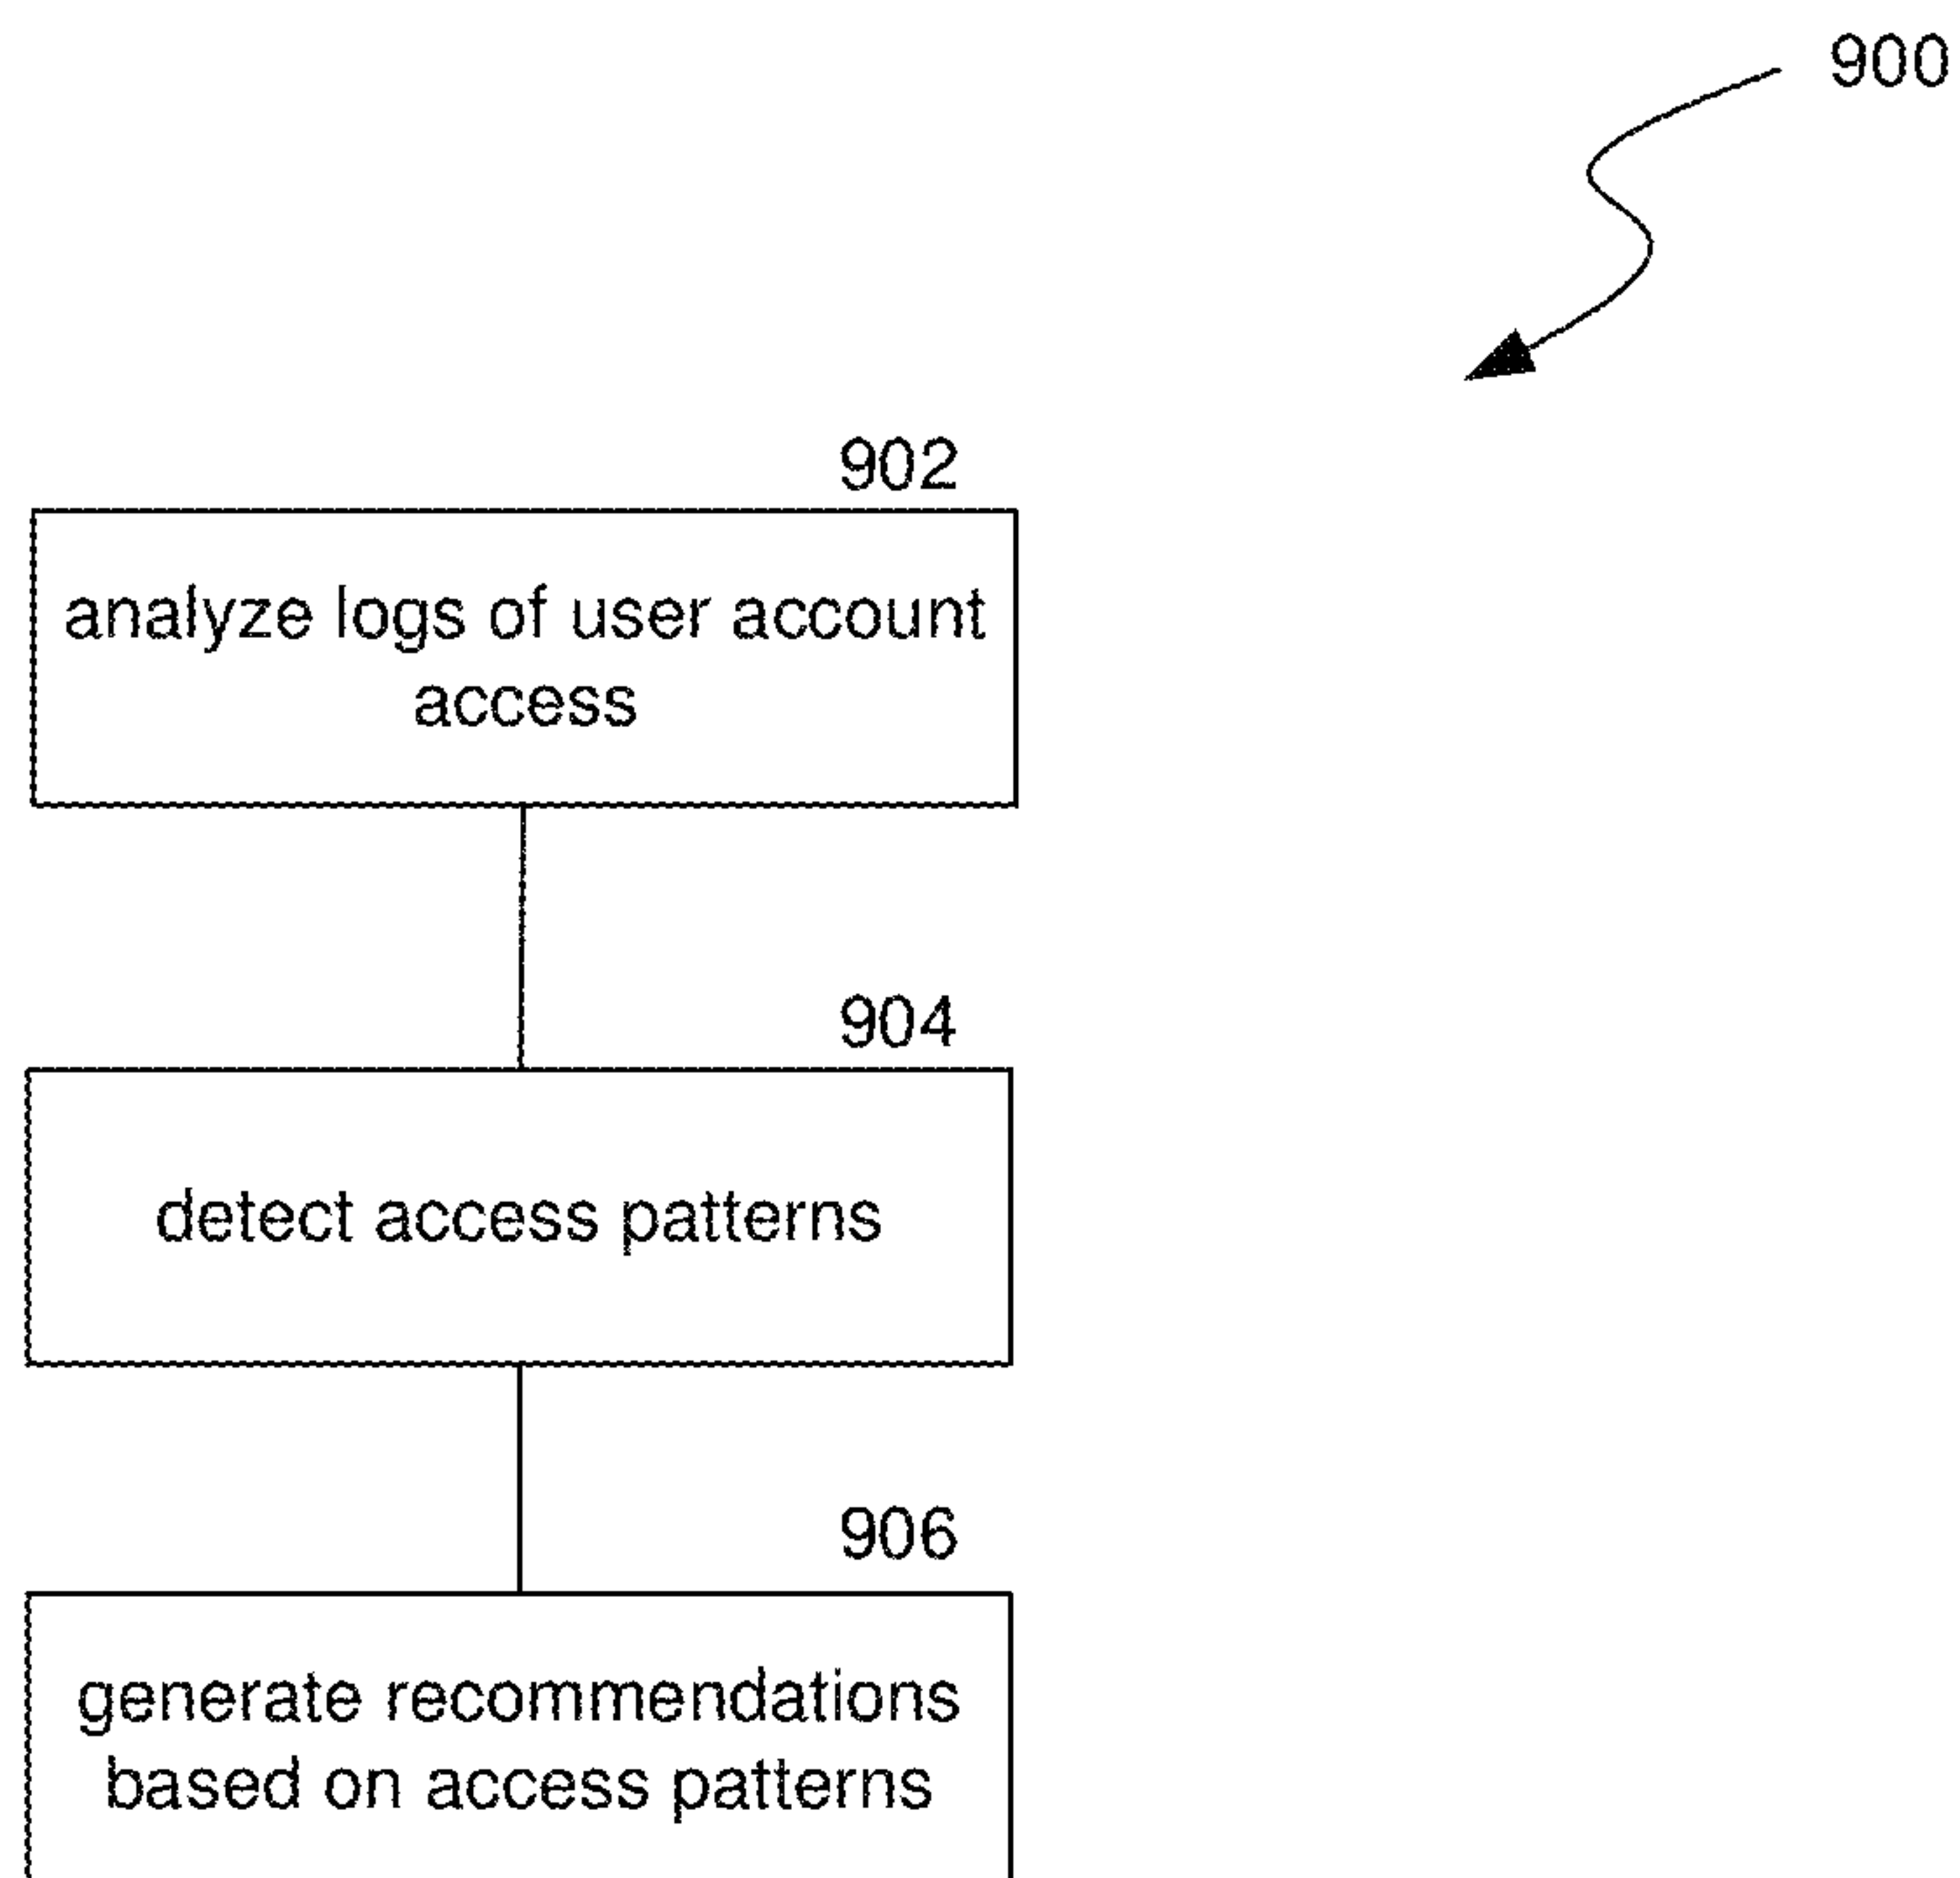 900
902
analyze logs of user account
access
904
detect access patterns
906
generate recommendations
based on access patterns